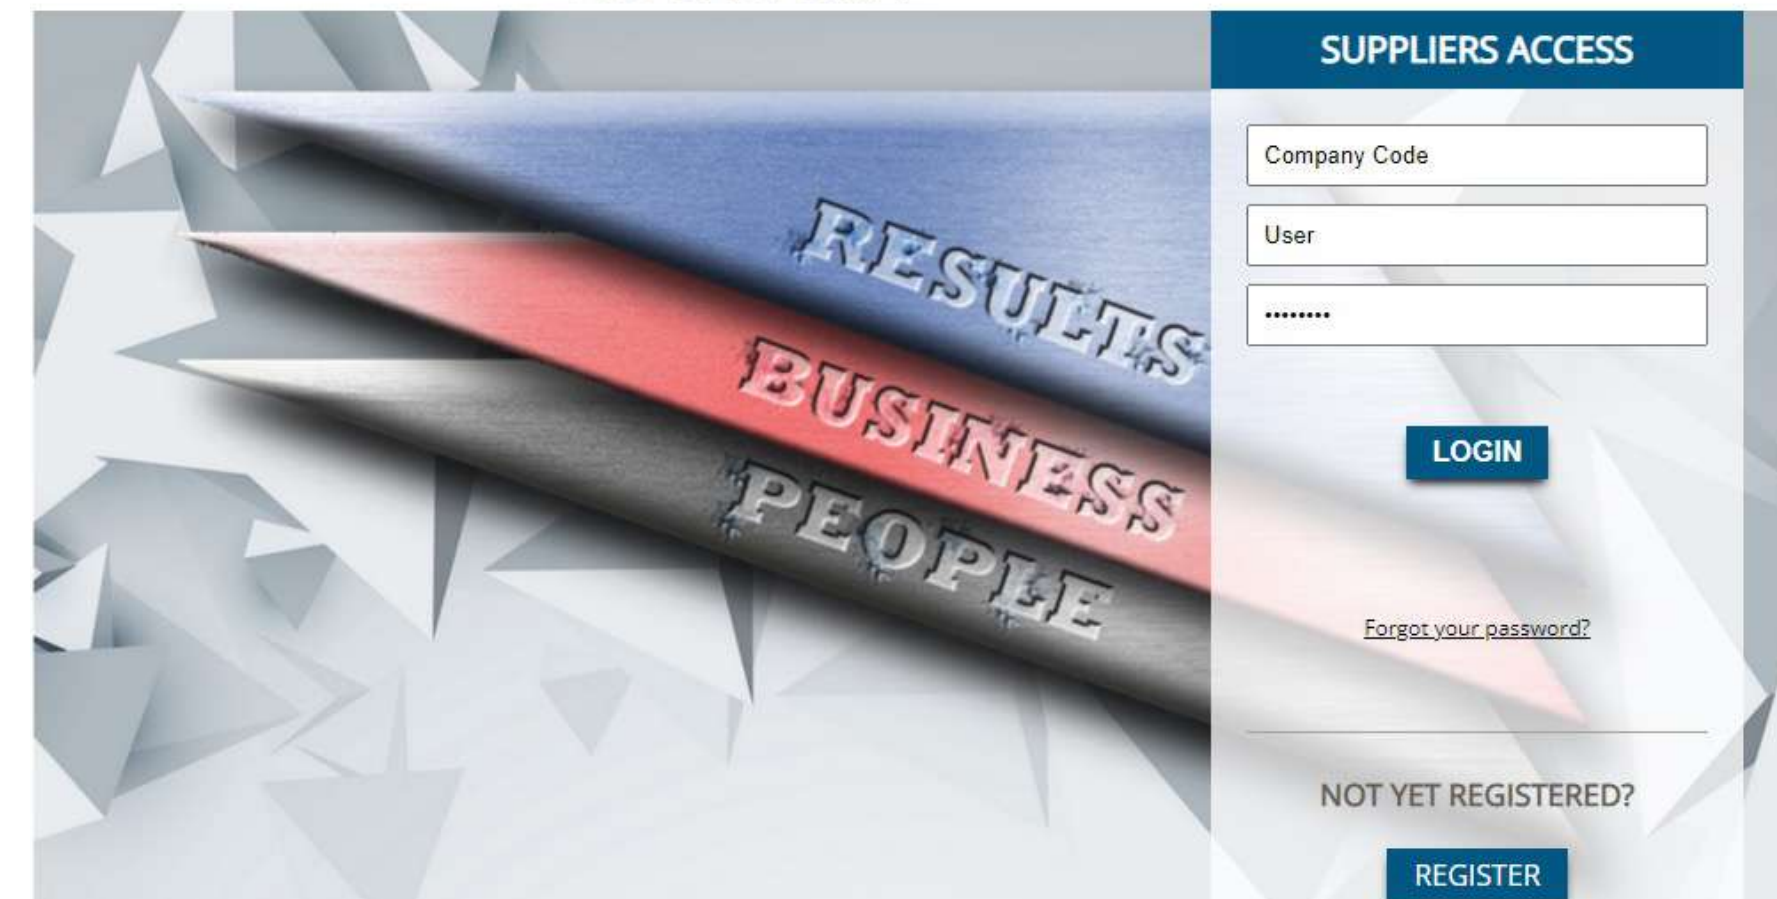 RESULTS
BUSINESS
PEOPLE
SUPPLIERS ACCESS
Company Code
User
••••••••
LOGIN
Forgot your password?
NOT YET REGISTERED?
REGISTER